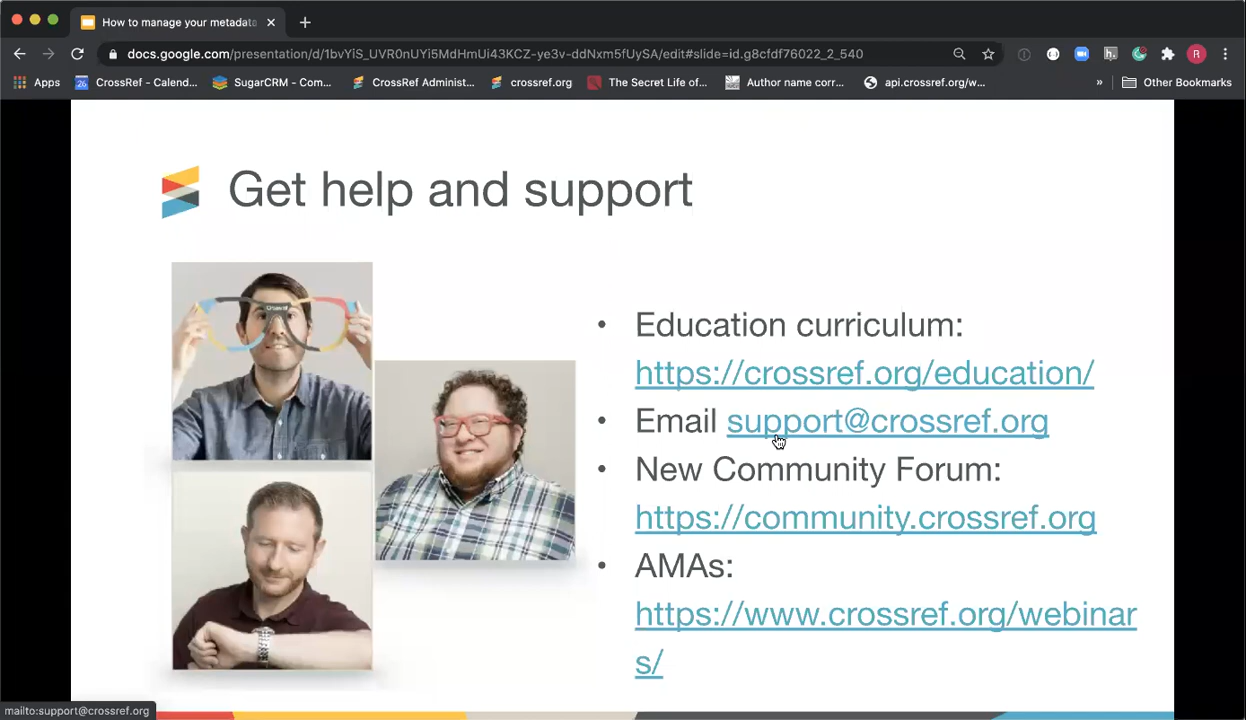 How to manage your metadata
docs.google.com/presentation/d/1bvYiS_UVR0nUYi5MdHmUi43KCZ-ye3v-ddNxm5fUySA/edit#slide=id.g8cfdf76022_2_540
R
Apps
26
CrossRef - Calend...
SugarCRM - Com...
CrossRef Administ...
crossref.org
The Secret Life of...
Author name corr...
api.crossref.org/w...
»
Other Bookmarks
Get help and support
Crossref
• Education curriculum:
https://crossref.org/education/
• Email support@crossref.org
• New Community Forum:
https://community.crossref.org
• AMAs:
https://www.crossref.org/webinar
s/
mailto:support@crossref.org